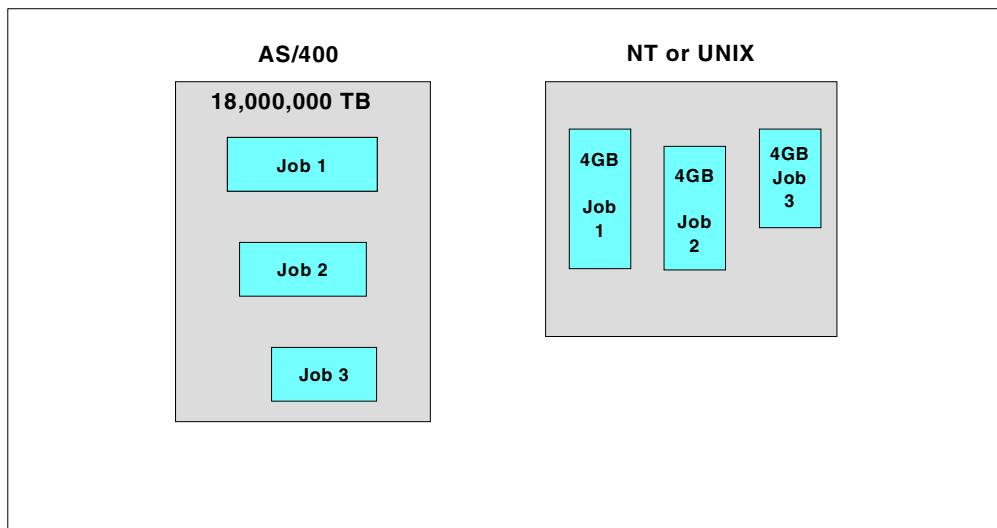 AS/400
18,000,000 TB
Job 1
Job 2
Job 3
NT or UNIX
4GB
Job
1
4GB
Job
2
4GB
Job
3